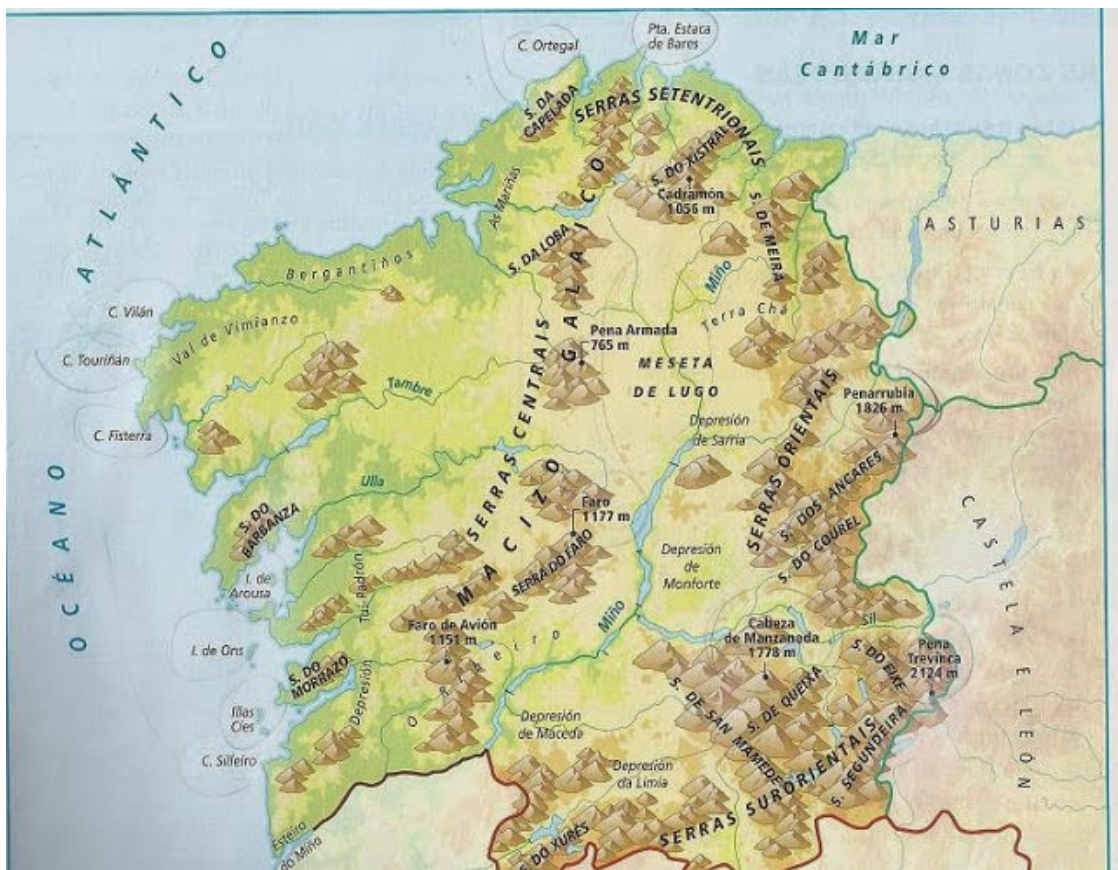 C. Ortegal
Pta. Estaca
de Bares
Mar
Cantábrico
OCÉANO ATLÁNTICO
S. DA
CAPELADA
SERRAS SETENTRIONAIS
S. DO XISTRAL
Cadramón
1056 m
As Mariñas
S. DA LOBA
S. DE MEIRA
ASTURIAS
Bergantiños
Miño
Terra Chá
C. Vilán
Val de Vimianzo
C. Touriñán
Pena Armada
765 m
MESETA
DE LUGO
MACIZO GALAICO
SERRAS CENTRAIS
Tambre
C. Fisterra
Penarrubia
1826 m
Depresión
de Sarria
SERRAS ORIENTAIS
Ulla
S. DOS ANCARES
S. DO COUREL
S. DO
BARBANZA
Faro
1177 m
SERRA DO FARO
CASTELA E LEÓN
Depresión
de
Monforte
I. de
Arousa
Depresión
Tui Padrón
Faro de Avión
1151 m
O Ribeiro
Miño
Sil
Cabeza
de Manzaneda
1778 m
Pena
Trevinca
2124 m
I. de Ons
S. DO
MORRAZO
S. DO EIXE
S. DE QUEIXA
S. DE SAN MAMEDE
S. SEGUNDEIRA
Illas
Cíes
Depresión
de Maceda
C. Silleiro
Depresión
da Limia
SERRAS SURORIENTAIS
S. DO XURÉS
Esteiro
do Miño